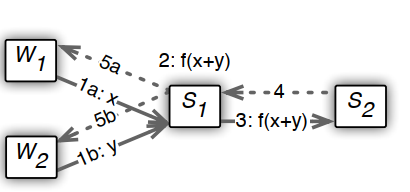 W1
5a
2: f(x+y)
1a: x
S1
4
S2
5b
3: f(x+y)
W2
1b: y